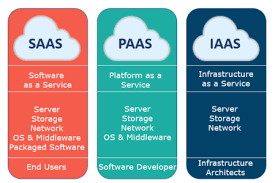 SAAS
Software
as a Service
Server
Storage
Network
OS & Middleware
Packaged Software
End Users
PAAS
Platform as a
Service
Server
Storage
Network
OS & Middleware
Software Developer
IAAS
Infrastructure
as a Service
Server
Storage
Network
Infrastructure
Architects